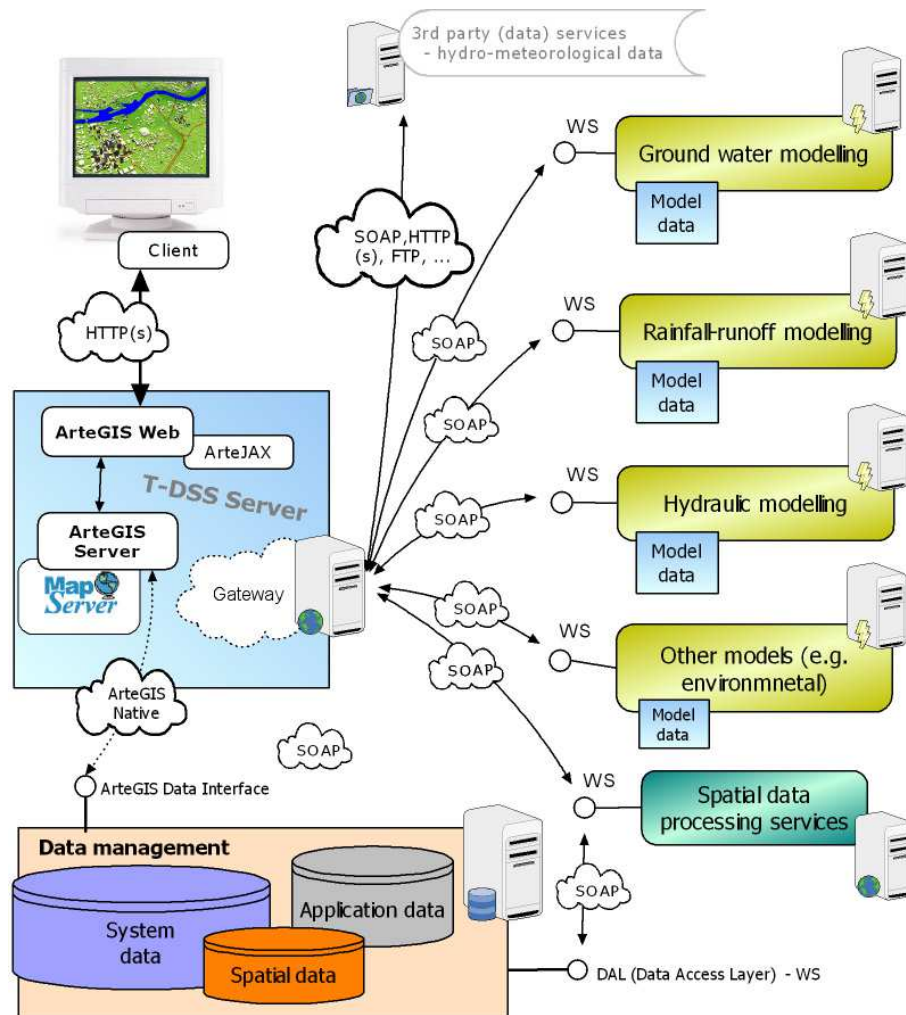 3rd party (data) services
- hydro-meteorological data
WS
Ground water modelling
Model
data
Client
SOAP,HTTP
(s), FTP, ...
HTTP(s)
SOAP
WS
Rainfall-runoff modelling
Model
data
SOAP
ArteGIS Web
ArteJAX
T-DSS Server
ArteGIS
Server
Map
Server
Gateway
WS
Hydraulic modelling
Model
data
SOAP
SOAP
WS
Other models (e.g.
environmnetal)
Model
data
SOAP
ArteGIS
Native
SOAP
ArteGIS Data Interface
WS
Spatial data
processing services
Data management
System
data
Application data
Spatial data
SOAP
DAL (Data Access Layer) - WS